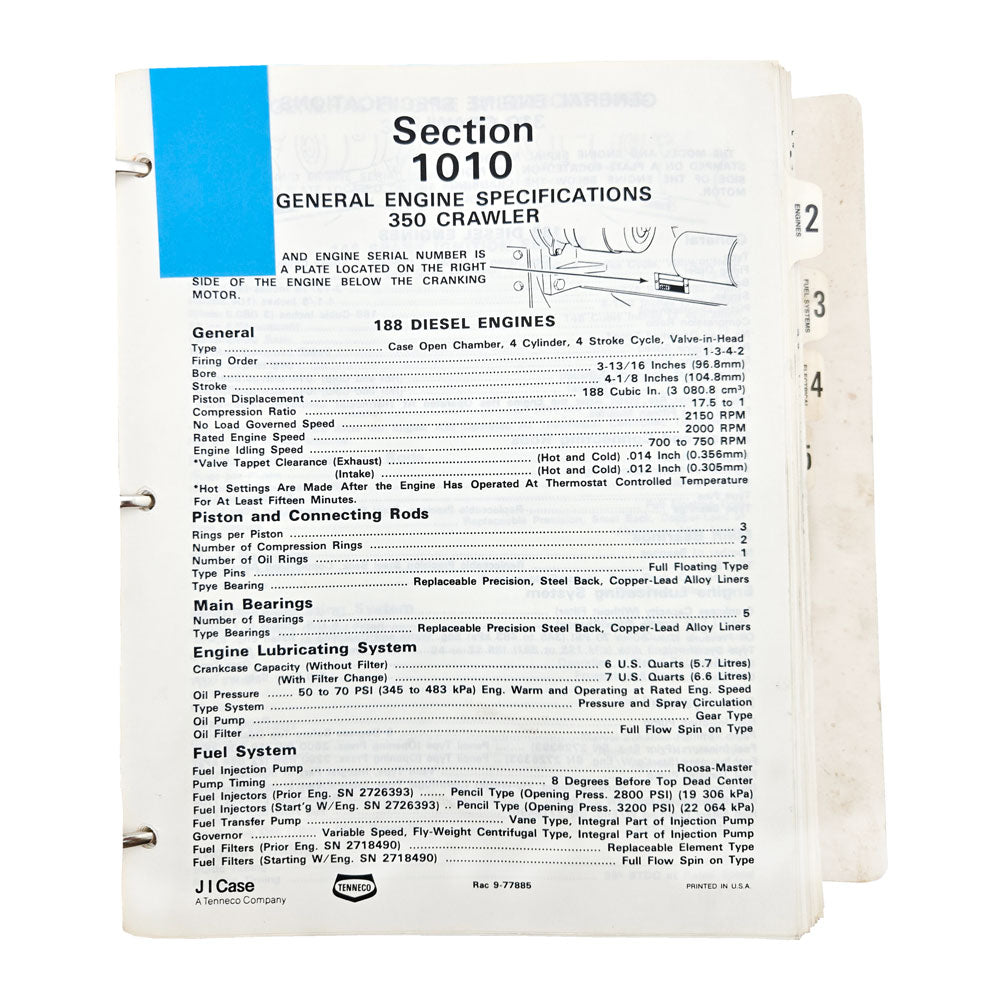 Section
1010
GENERAL ENGINE SPECIFICATIONS
350 CRAWLER
AND ENGINE SERIAL NUMBER IS
A PLATE LOCATED ON THE RIGHT
SIDE OF THE ENGINE BELOW THE CRANKING
MOTOR.
188 DIESEL ENGINES
General
Type ........ Case Open Chamber, 4 Cylinder, 4 Stroke Cycle, Valve-in-Head
Firing Order ........ 1-3-4-2
Bore ........ 3-13/16 Inches (96.8mm)
Stroke ........ 4-1/8 Inches (104.8mm)
Piston Displacement ........ 188 Cubic In. (3 080.8 cm³)
Compression Ratio ........ 17.5 to 1
No Load Governed Speed ........ 2150 RPM
Rated Engine Speed ........ 2000 RPM
Engine Idling Speed ........ 700 to 750 RPM
*Valve Tappet Clearance (Exhaust) ........ (Hot and Cold) .014 Inch (0.356mm)
(Intake) ........ (Hot and Cold) .012 Inch (0.305mm)
*Hot Settings Are Made After the Engine Has Operated At Thermostat Controlled Temperature
For At Least Fifteen Minutes.
Piston and Connecting Rods
Rings per Piston ........ 3
Number of Compression Rings ........ 2
Number of Oil Rings ........ 1
Type Pins ........ Full Floating Type
Tpye Bearing ........ Replaceable Precision, Steel Back, Copper-Lead Alloy Liners
Main Bearings
Number of Bearings ........ 5
Type Bearings ........ Replaceable Precision Steel Back, Copper-Lead Alloy Liners
Engine Lubricating System
Crankcase Capacity (Without Filter) ........ 6 U.S. Quarts (5.7 Litres)
(With Filter Change) ........ 7 U.S. Quarts (6.6 Litres)
Oil Pressure ....... 50 to 70 PSI (345 to 483 kPa) Eng. Warm and Operating at Rated Eng. Speed
Type System ........ Pressure and Spray Circulation
Oil Pump ........ Gear Type
Oil Filter ........ Full Flow Spin on Type
Fuel System
Fuel Injection Pump ........ Roosa-Master
Pump Timing ........ 8 Degrees Before Top Dead Center
Fuel Injectors (Prior Eng. SN 2726393) ....... Pencil Type (Opening Press. 2800 PSI) (19 306 kPa)
Fuel Injectors (Start'g W/Eng. SN 2726393) .. Pencil Type (Opening Press. 3200 PSI) (22 064 kPa)
Fuel Transfer Pump ........ Vane Type, Integral Part of Injection Pump
Governor ........ Variable Speed, Fly-Weight Centrifugal Type, Integral Part of Injection Pump
Fuel Filters (Prior Eng. SN 2718490) ........ Replaceable Element Type
Fuel Filters (Starting W/Eng. SN 2718490) ........ Full Flow Spin on Type
J I Case
A Tenneco Company
TENNECO
Rac 9-77885
PRINTED IN U.S.A.
2
ENGINES
3
FUEL SYSTEMS
4